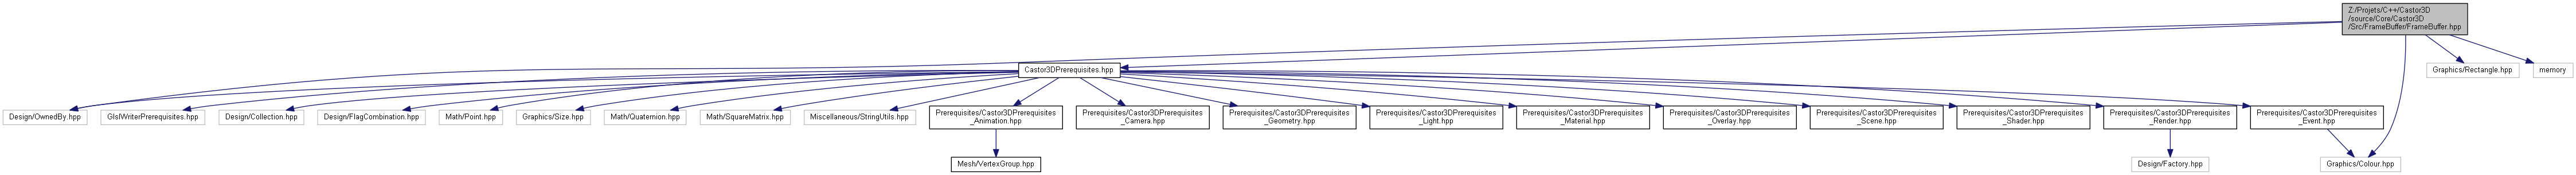 Z:/Projets/C++/Castor3D
/source/Core/Castor3D
/Src/FrameBuffer/FrameBuffer.hpp
Castor3DPrerequisites.hpp
Graphics/Rectangle.hpp
memory
Design/OwnedBy.hpp
GlslWriterPrerequisites.hpp
Design/Collection.hpp
Design/FlagCombination.hpp
Math/Point.hpp
Graphics/Size.hpp
Math/Quaternion.hpp
Math/SquareMatrix.hpp
Miscellaneous/StringUtils.hpp
Prerequisites/Castor3DPrerequisites
_Animation.hpp
Prerequisites/Castor3DPrerequisites
_Camera.hpp
Prerequisites/Castor3DPrerequisites
_Geometry.hpp
Prerequisites/Castor3DPrerequisites
_Light.hpp
Prerequisites/Castor3DPrerequisites
_Material.hpp
Prerequisites/Castor3DPrerequisites
_Overlay.hpp
Prerequisites/Castor3DPrerequisites
_Scene.hpp
Prerequisites/Castor3DPrerequisites
_Shader.hpp
Prerequisites/Castor3DPrerequisites
_Render.hpp
Prerequisites/Castor3DPrerequisites
_Event.hpp
Mesh/VertexGroup.hpp
Design/Factory.hpp
Graphics/Colour.hpp